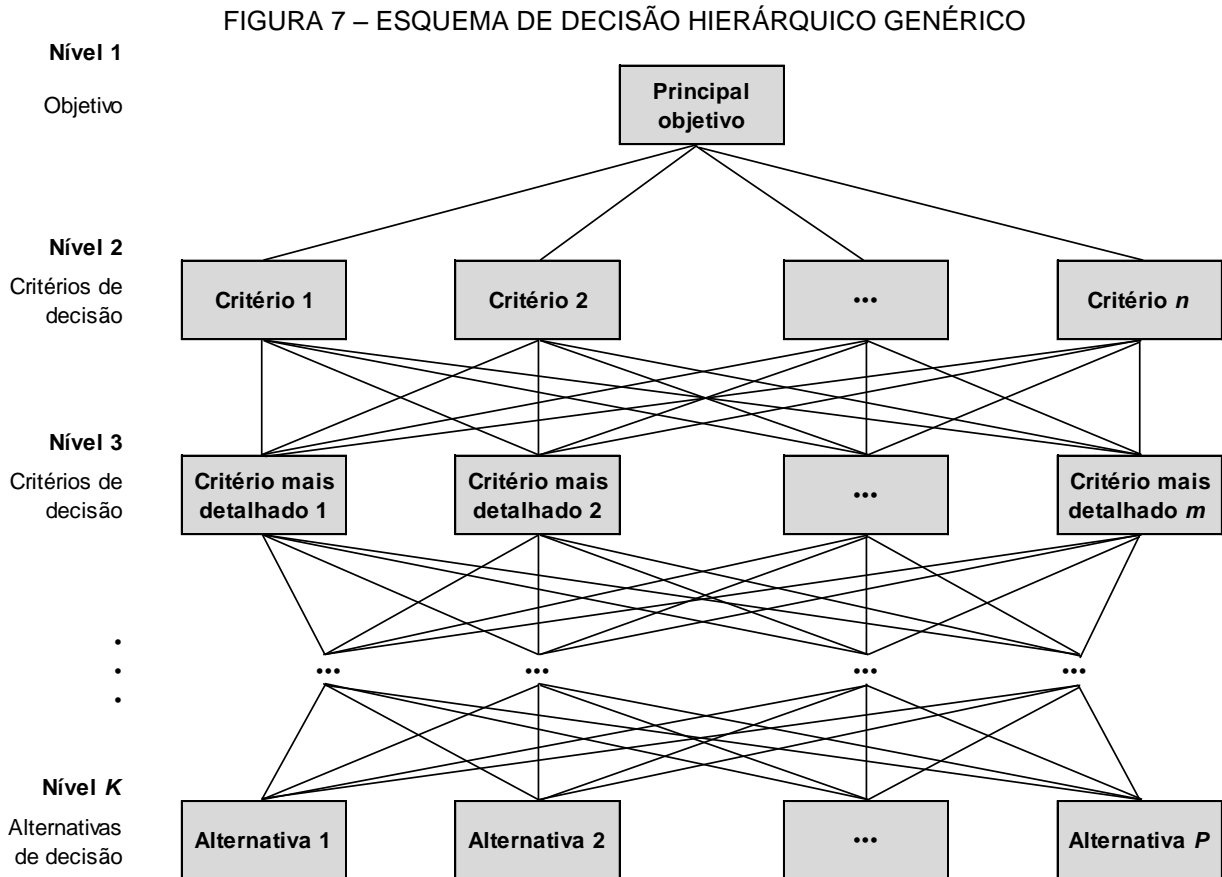 FIGURA 7 – ESQUEMA DE DECISÃO HIERÁRQUICO GENÉRICO
Nível 1
Objetivo
Principal
objetivo
Nível 2
Critérios de
decisão
Critério 1
Critério 2
...
Critério n
Nível 3
Critérios de
decisão
Critério mais
detalhado 1
Critério mais
detalhado 2
...
Critério mais
detalhado m
.
.
.
... ... ... ...
Nível K
Alternativas
de decisão
Alternativa 1
Alternativa 2
...
Alternativa P